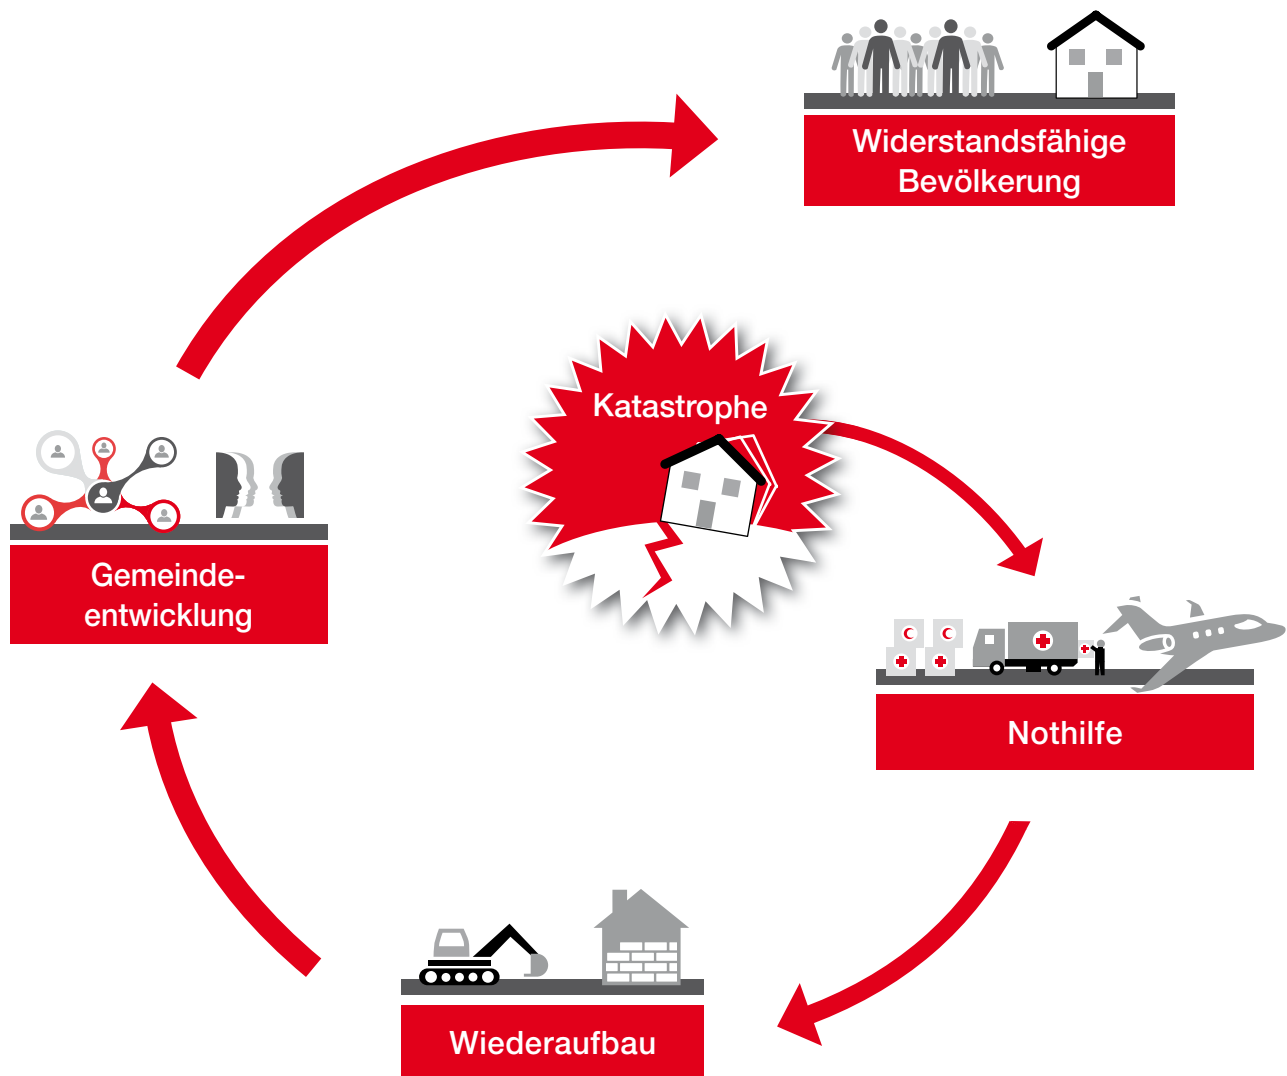 Widerstandsfähige
Bevölkerung
Katastrophe
Gemeinde-
entwicklung
Nothilfe
Wiederaufbau